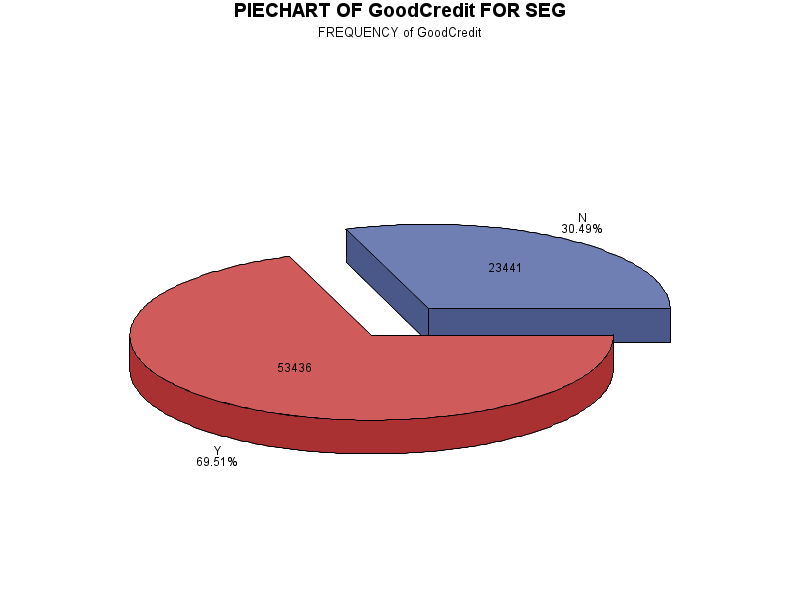 PIECHART OF GoodCredit FOR SEG
FREQUENCY of GoodCredit
N
30.49%
23441
53436
Y
69.51%